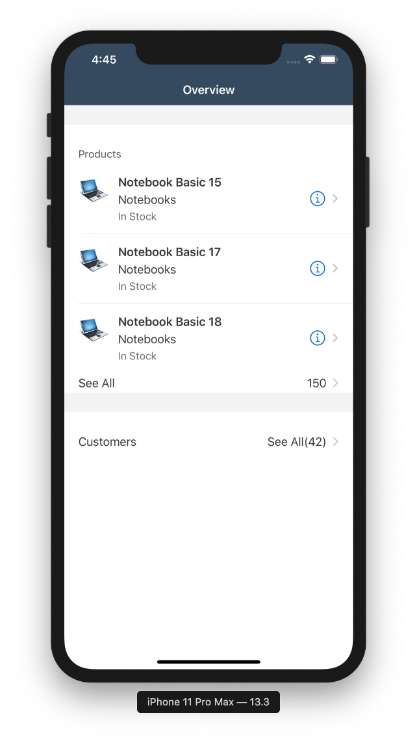 4:45
Overview
Products
Notebook Basic 15
Notebooks
In Stock
Notebook Basic 17
Notebooks
In Stock
Notebook Basic 18
Notebooks
In Stock
See All 150
Customers See All(42)
iPhone 11 Pro Max — 13.3